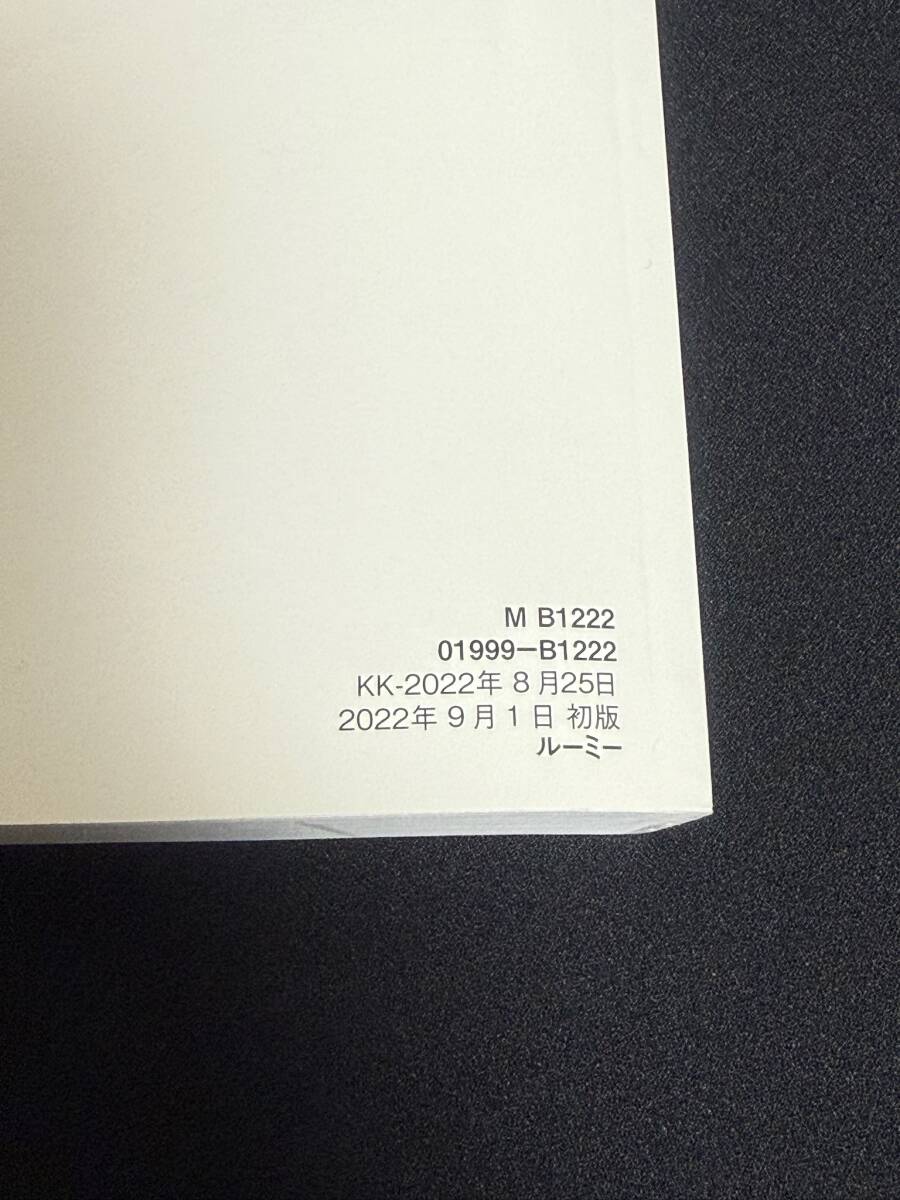 M B1222
01999−B1222
KK-2022年 8 月25日
2022年 9 月 1 日 初版
ルーミー